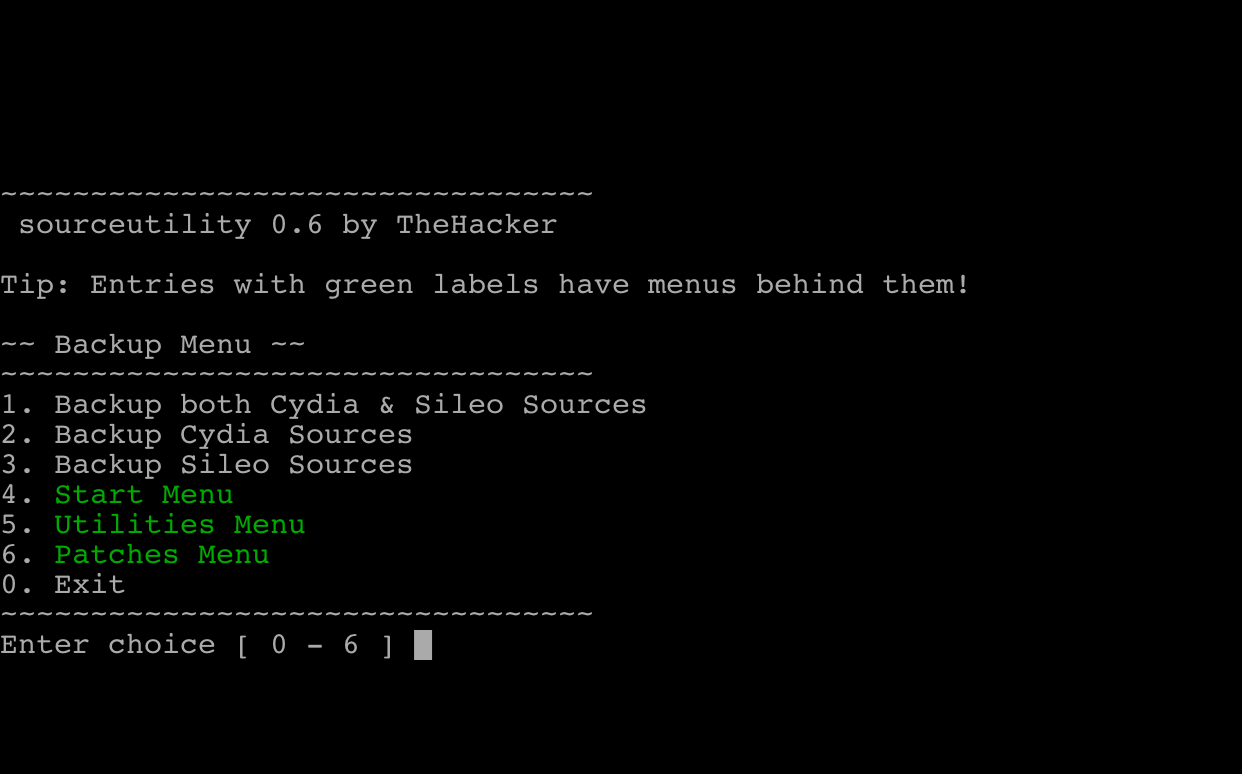 ~~~~~~~~~~~~~~~~~~~~~~~~~~~~~~~~~
sourceutility 0.6 by TheHacker
Tip: Entries with green labels have menus behind them!
~~ Backup Menu ~~
~~~~~~~~~~~~~~~~~~~~~~~~~~~~~~~~~
1. Backup both Cydia & Sileo Sources
2. Backup Cydia Sources
3. Backup Sileo Sources
4. Start Menu
5. Utilities Menu
6. Patches Menu
0. Exit
~~~~~~~~~~~~~~~~~~~~~~~~~~~~~~~~~
Enter choice [ 0 - 6 ]